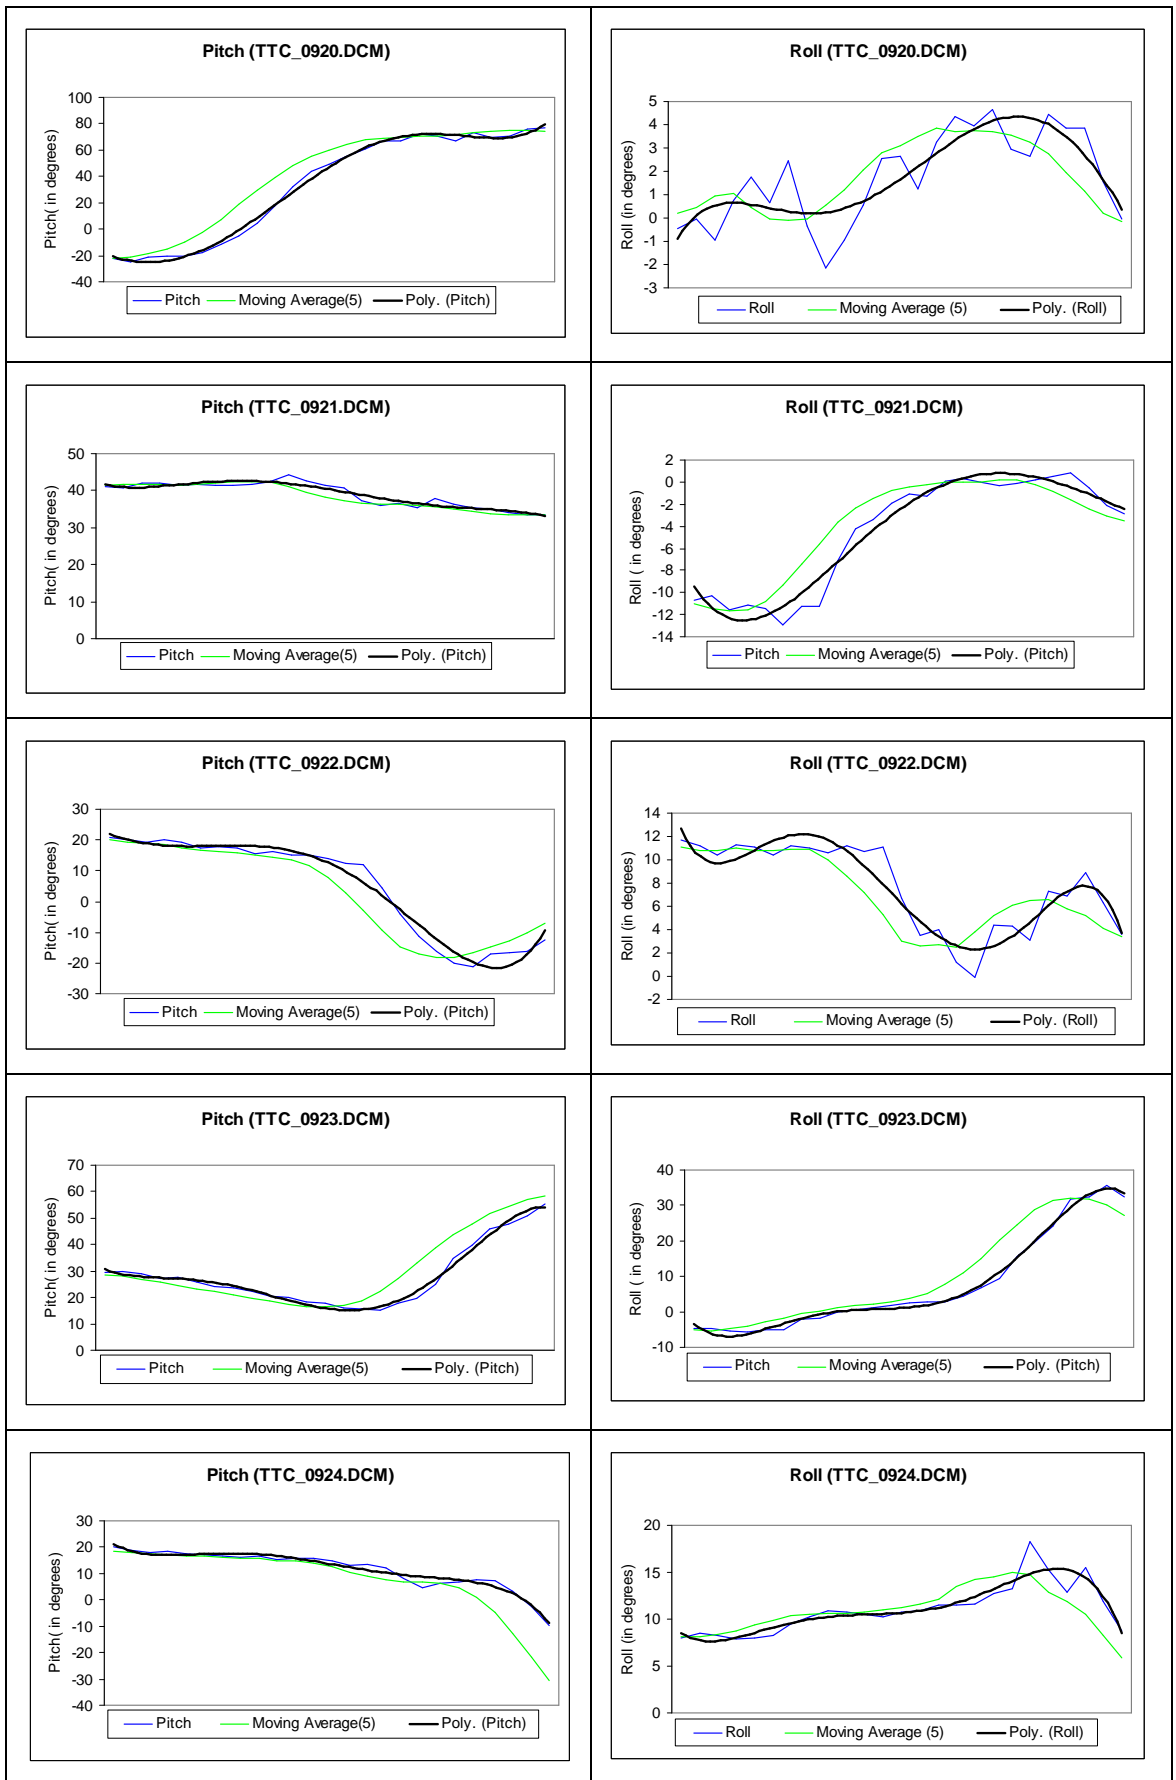 Pitch (TTC_0920.DCM)
Pitch( in degrees)
100
80
60
40
20
0
-20
-40
Pitch Moving Average(5) Poly. (Pitch)
Roll (TTC_0920.DCM)
Roll (in degrees)
5
4
3
2
1
0
-1
-2
-3
Roll Moving Average (5) Poly. (Roll)
Pitch (TTC_0921.DCM)
Pitch( in degrees)
50
40
30
20
10
0
Pitch Moving Average(5) Poly. (Pitch)
Roll (TTC_0921.DCM)
Roll ( in degrees)
2
0
-2
-4
-6
-8
-10
-12
-14
Pitch Moving Average(5) Poly. (Pitch)
Pitch (TTC_0922.DCM)
Pitch( in degrees)
30
20
10
0
-10
-20
-30
Pitch Moving Average(5) Poly. (Pitch)
Roll (TTC_0922.DCM)
Roll (in degrees)
14
12
10
8
6
4
2
0
-2
Roll Moving Average (5) Poly. (Roll)
Pitch (TTC_0923.DCM)
Pitch( in degrees)
70
60
50
40
30
20
10
0
Pitch Moving Average(5) Poly. (Pitch)
Roll (TTC_0923.DCM)
Roll ( in degrees)
40
30
20
10
0
-10
Pitch Moving Average(5) Poly. (Pitch)
Pitch (TTC_0924.DCM)
Pitch( in degrees)
30
20
10
0
-10
-20
-30
-40
Pitch Moving Average(5) Poly. (Pitch)
Roll (TTC_0924.DCM)
Roll (in degrees)
20
15
10
5
0
Roll Moving Average (5) Poly. (Roll)